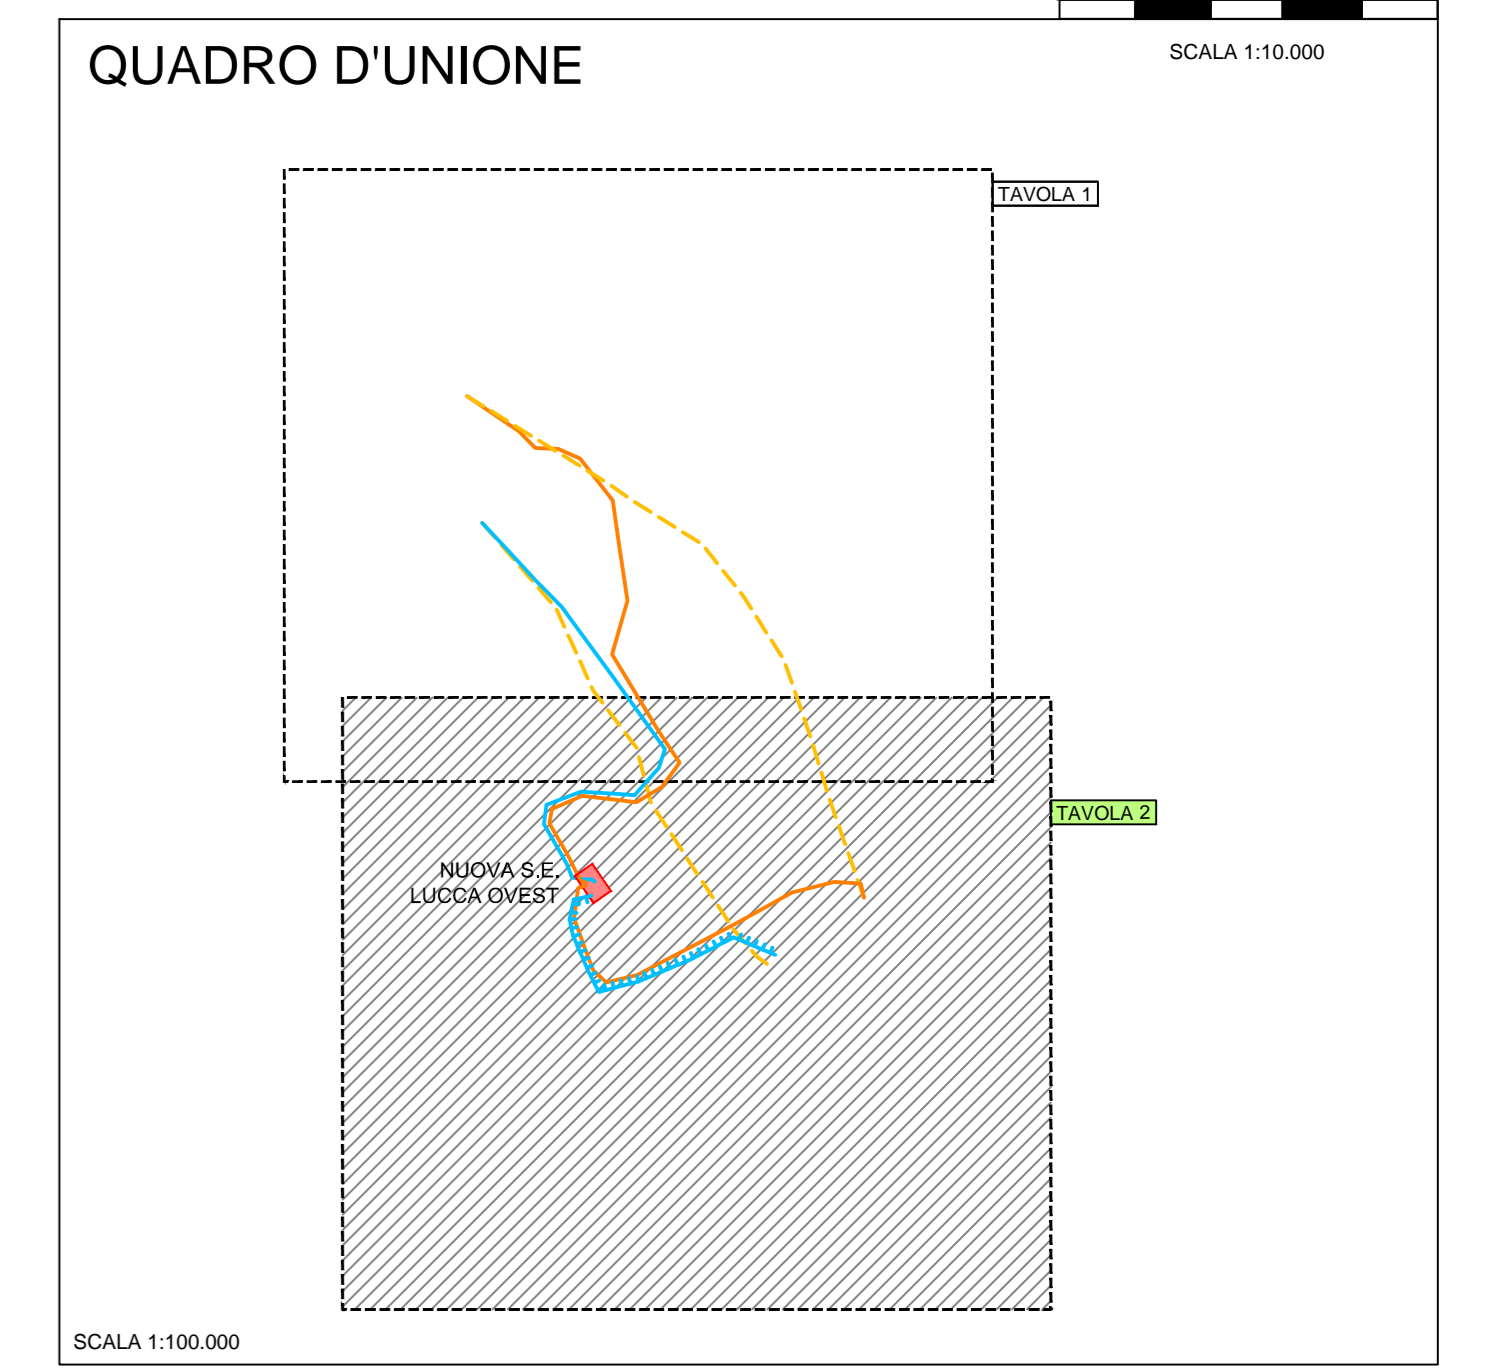 QUADRO D'UNIONE
SCALA 1:10.000
TAVOLA 1
TAVOLA 2
NUOVA S.E.
LUCCA OVEST
SCALA 1:100.000